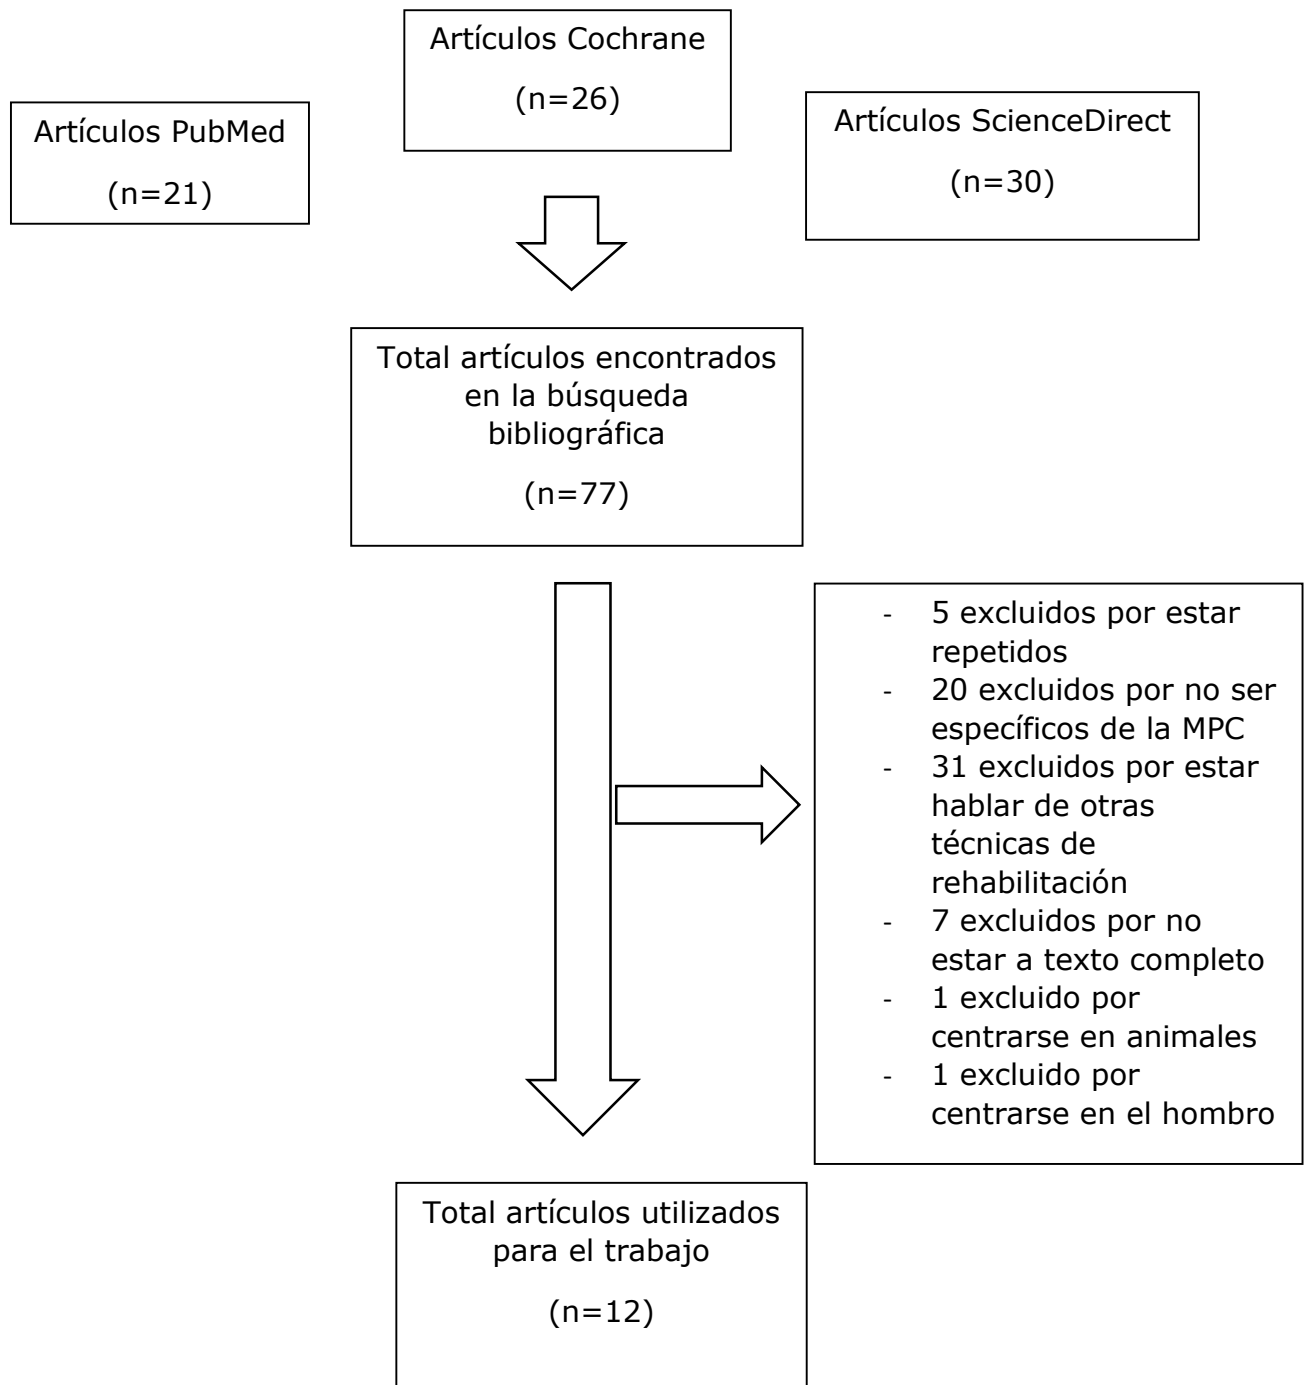 Artículos Cochrane
(n=26)
Artículos PubMed
(n=21)
Artículos ScienceDirect
(n=30)
Total artículos encontrados
en la búsqueda
bibliográfica
(n=77)
- 5 excluidos por estar
repetidos
- 20 excluidos por no ser
específicos de la MPC
- 31 excluidos por estar
hablar de otras
técnicas de
rehabilitación
- 7 excluidos por no
estar a texto completo
- 1 excluido por
centrarse en animales
- 1 excluido por
centrarse en el hombro
Total artículos utilizados
para el trabajo
(n=12)